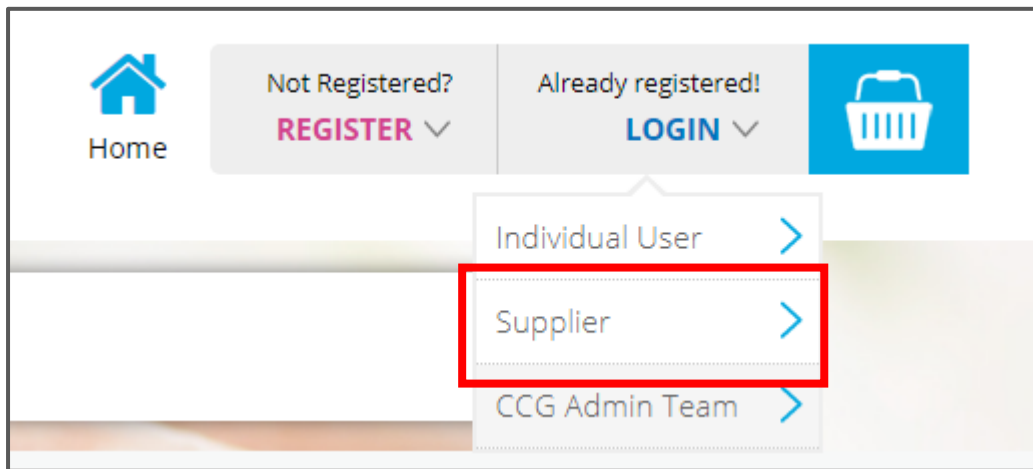 Home
Not Registered?
REGISTER
Already registered!
LOGIN
Individual User
Supplier
CCG Admin Team